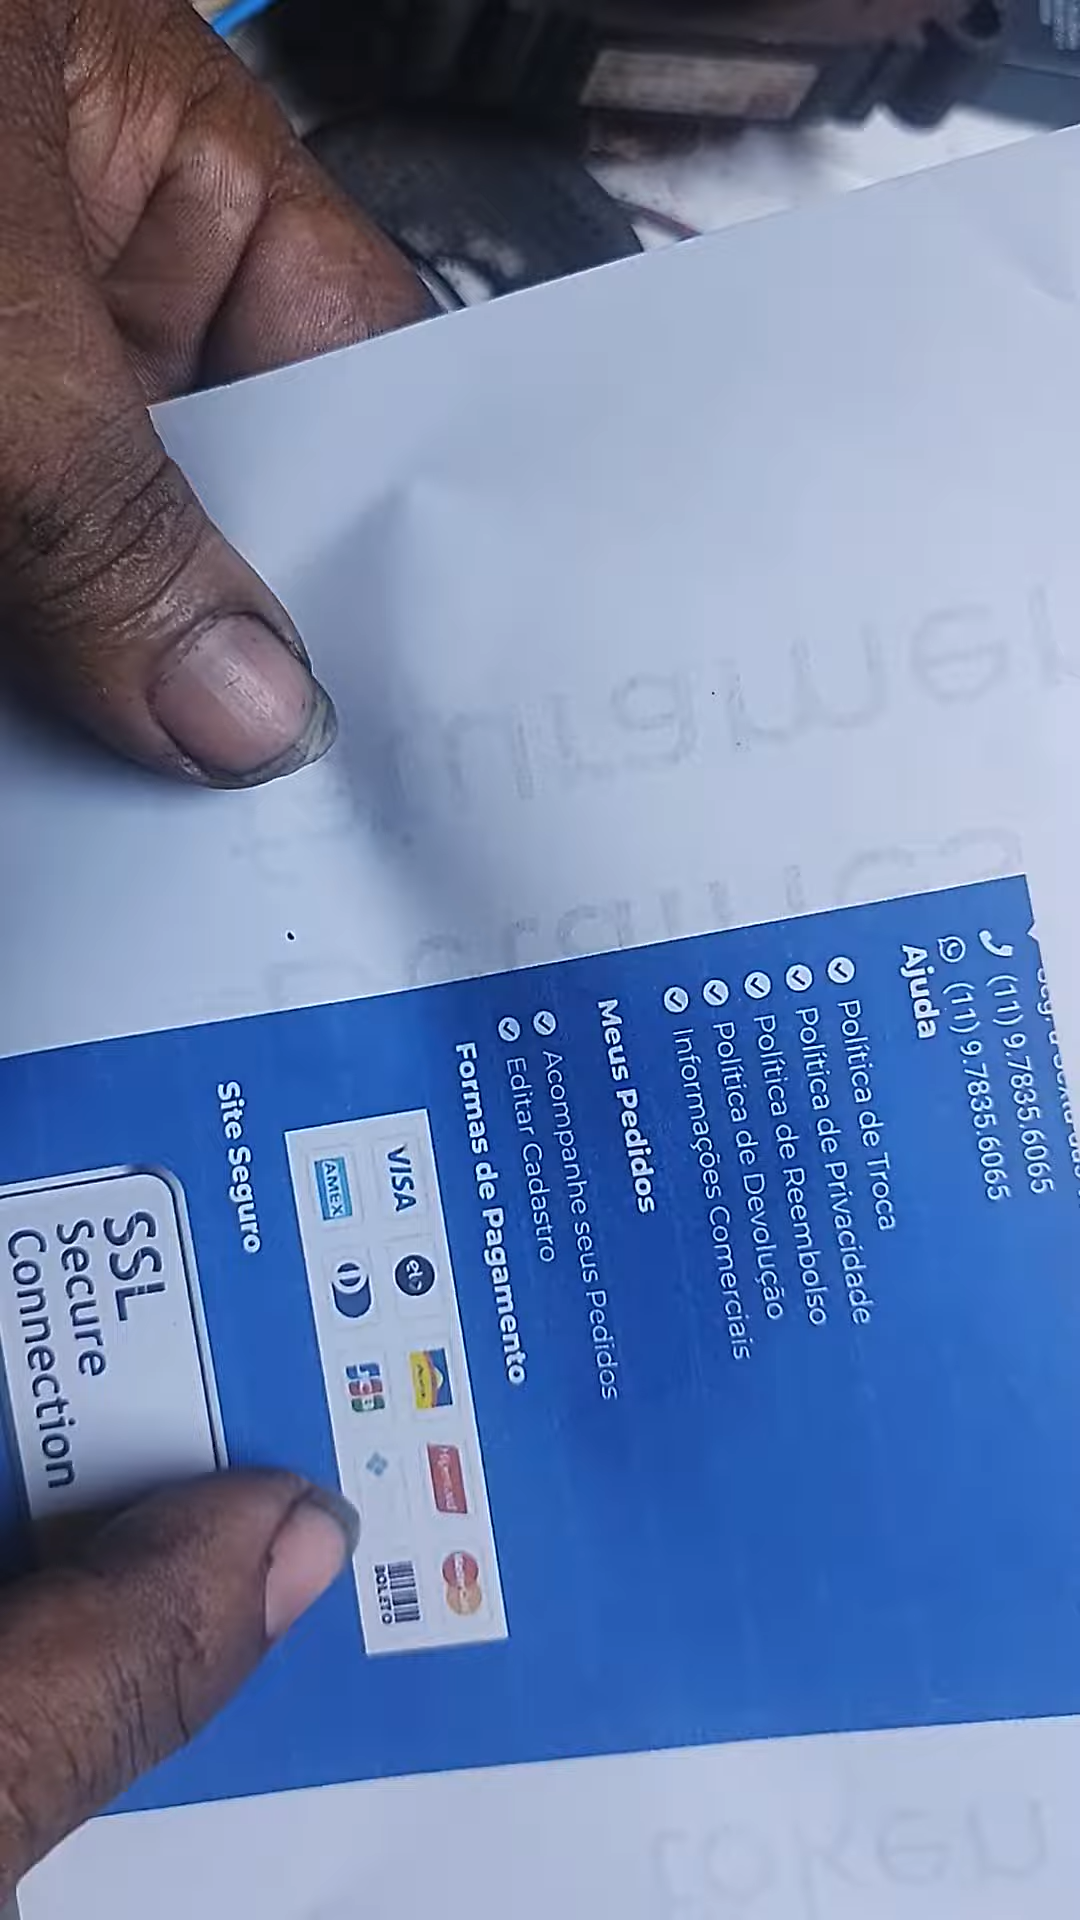 (11) 9.7835.6065
(11) 9.7835.6065
Ajuda
Política de Troca
Política de Privacidade
Política de Reembolso
Política de Devolução
Informações Comerciais
Meus Pedidos
Acompanhe seus Pedidos
Editar Cadastro
Formas de Pagamento
VISA elo Hipercard
AMEX JCB BOLETO
Site Seguro
SSL
Secure
Connection